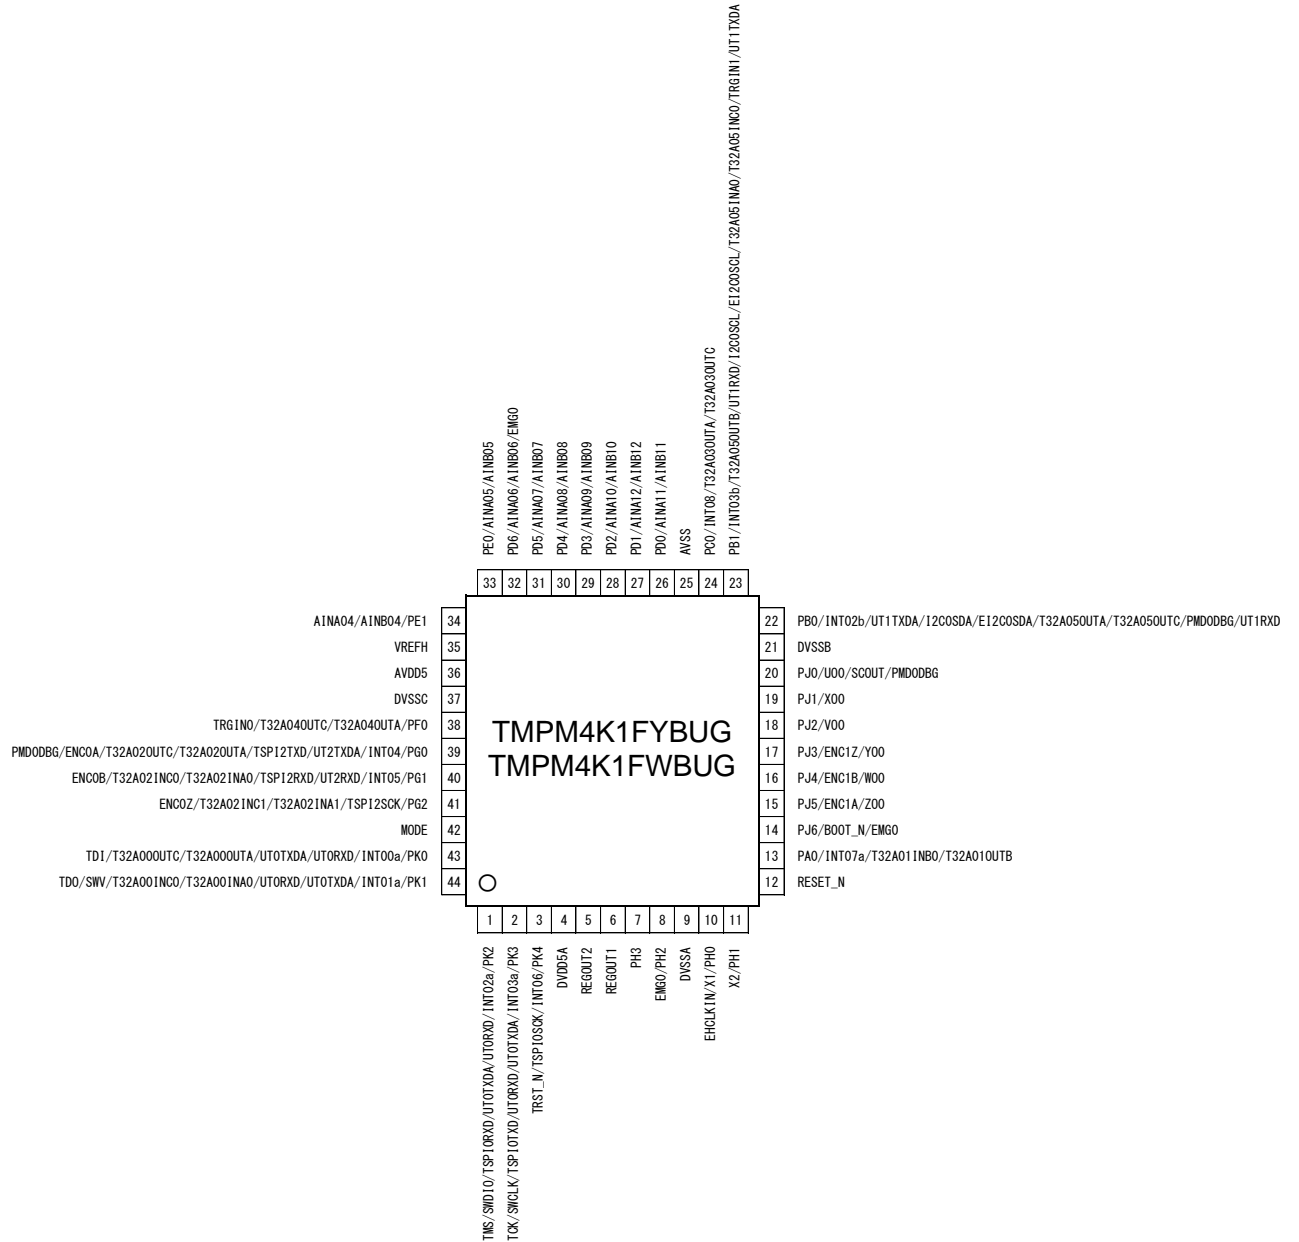 PB1/INT03b/T32A05OUTB/UT1RXD/I2C0SCL/EI2C0SCL/T32A05INA0/T32A05INC0/TRGIN1/UT1TXDA
PC0/INT08/T32A03OUTA/T32A03OUTC
AVSS
PD0/AINA11/AINB11
PD1/AINA12/AINB12
PD2/AINA10/AINB10
PD3/AINA09/AINB09
PD4/AINA08/AINB08
PD5/AINA07/AINB07
PD6/AINA06/AINB06/EMG0
PE0/AINA05/AINB05
33 32 31 30 29 28 27 26 25 24 23
AINA04/AINB04/PE1 34
VREFH 35
AVDD5 36
DVSSC 37
TRGIN0/T32A04OUTC/T32A04OUTA/PF0 38
PMD0DBG/ENC0A/T32A02OUTC/T32A02OUTA/TSPI2TXD/UT2TXDA/INT04/PG0 39
ENC0B/T32A02INC0/T32A02INA0/TSPI2RXD/UT2RXD/INT05/PG1 40
ENC0Z/T32A02INC1/T32A02INA1/TSPI2SCK/PG2 41
MODE 42
TDI/T32A00OUTC/T32A00OUTA/UT0TXDA/UT0RXD/INT00a/PK0 43
TDO/SWV/T32A00INC0/T32A00INA0/UT0RXD/UT0TXDA/INT01a/PK1 44
TMPM4K1FYBUG
TMPM4K1FWBUG
22 PB0/INT02b/UT1TXDA/I2C0SDA/EI2C0SDA/T32A05OUTA/T32A05OUTC/PMD0DBG/UT1RXD
21 DVSSB
20 PJ0/UO0/SCOUT/PMD0DBG
19 PJ1/XO0
18 PJ2/VO0
17 PJ3/ENC1Z/YO0
16 PJ4/ENC1B/WO0
15 PJ5/ENC1A/ZO0
14 PJ6/BOOT_N/EMG0
13 PA0/INT07a/T32A01INB0/T32A01OUTB
12 RESET_N
1 2 3 4 5 6 7 8 9 10 11
TMS/SWDIO/TSPI0RXD/UT0TXDA/UT0RXD/INT02a/PK2
TCK/SWCLK/TSPI0TXD/UT0RXD/UT0TXDA/INT03a/PK3
TRST_N/TSPI0SCK/INT06/PK4
DVDD5A
REGOUT2
REGOUT1
PH3
EMG0/PH2
DVSSA
EHCLKIN/X1/PH0
X2/PH1